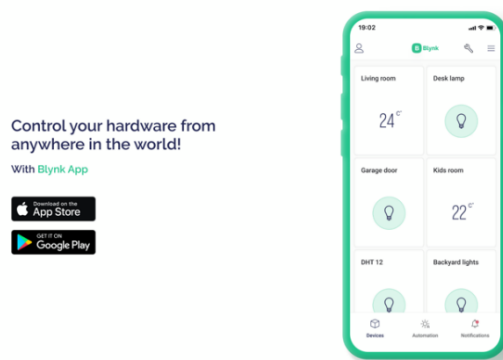 Control your hardware from
anywhere in the world!
With Blynk App
Download on the
App Store
GET IT ON
Google Play
19:02
B Blynk
Living room
Desk lamp
24 C°
Garage door
Kids room
22 C°
DHT 12
Backyard lights
Devices
Automation
Notifications